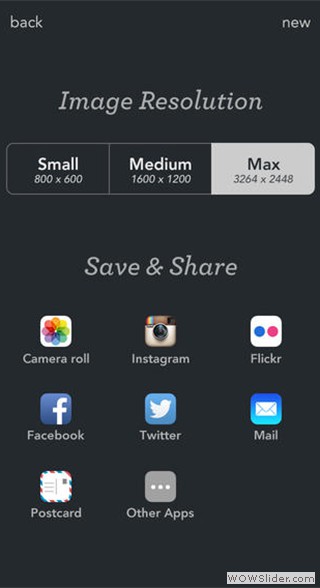 back new
Image Resolution
Small Medium Max
800 x 600 1600 x 1200 3264 x 2448
Save & Share
Camera roll Instagram Flickr
Facebook Twitter Mail
Postcard Other Apps
WOWSlider.com